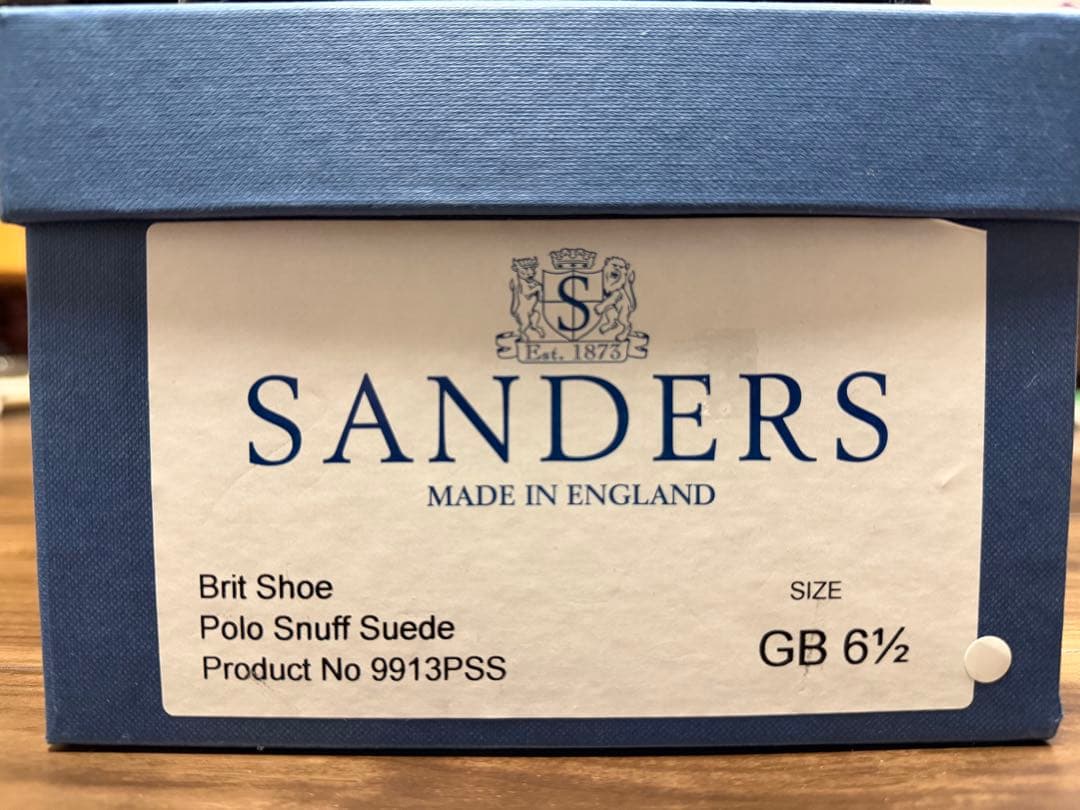 S
Est. 1873
SANDERS
MADE IN ENGLAND
Brit Shoe
Polo Snuff Suede
Product No 9913PSS
SIZE
GB 6½